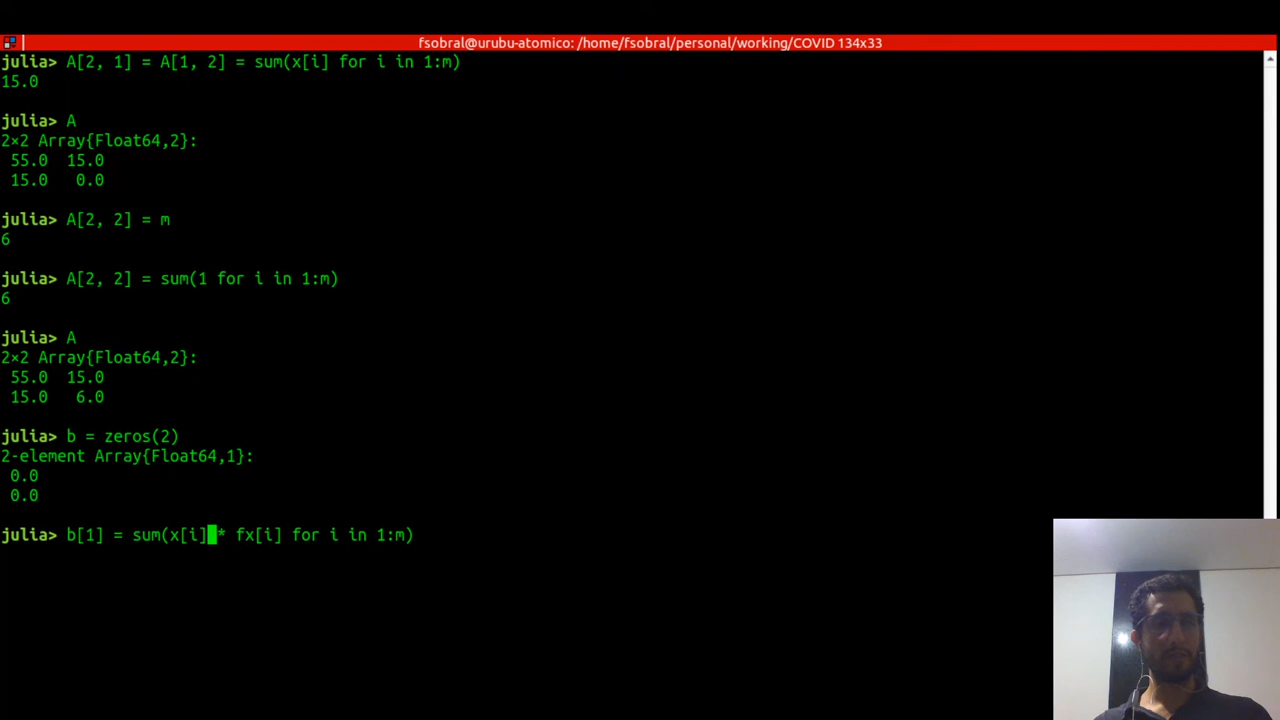 fsobral@urubu-atomico: /home/fsobral/personal/working/COVID 134x33
julia> A[2, 1] = A[1, 2] = sum(x[i] for i in 1:m)
15.0
julia> A
2×2 Array{Float64,2}:
55.0 15.0
15.0 0.0
julia> A[2, 2] = m
6
julia> A[2, 2] = sum(1 for i in 1:m)
6
julia> A
2×2 Array{Float64,2}:
55.0 15.0
15.0 6.0
julia> b = zeros(2)
2-element Array{Float64,1}:
0.0
0.0
julia> b[1] = sum(x[i] * fx[i] for i in 1:m)